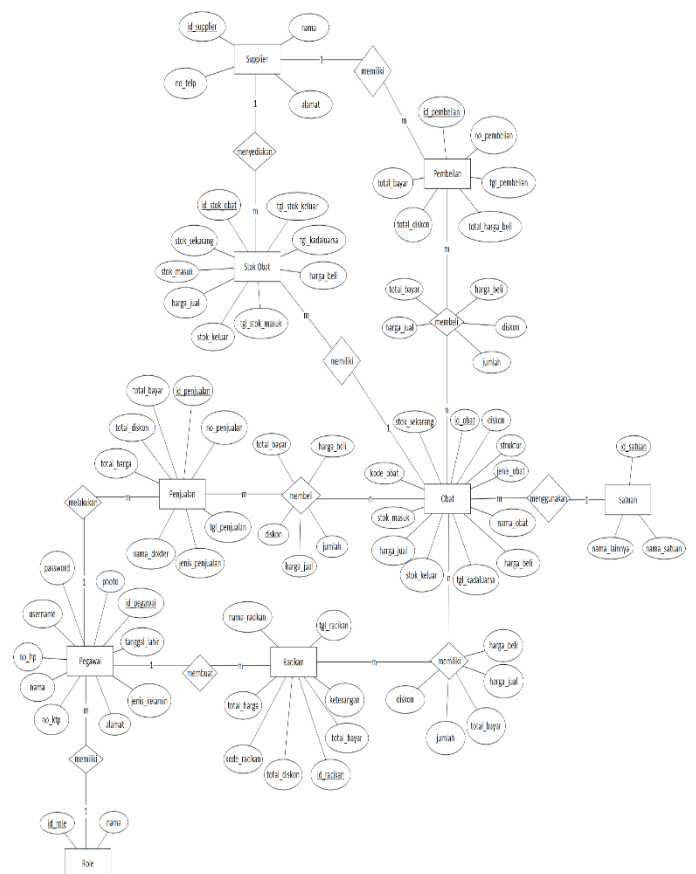 id_supplier
nama
Supplier
1
memiliki
no_telp
alamat
1
m
id_pembelian
no_pembelian
menyediakan
Pembelian
total_bayar
tgl_pembelian
m
id_stok_obat
tgl_stok_keluar
total_diskon
total_harga_beli
stok_sekarang
tgl_kadaluarsa
m
Stok Obat
stok_masuk
harga_beli
total_bayar
harga_beli
harga_jual
m
harga_jual
membeli
diskon
stok_keluar
tgl_stok_masuk
memiliki
jumlah
total_bayar
id_penjualan
1
n
stok_sekarang
id_obat
diskon
total_diskon
no_penjualan
struktur
id_satuan
total_bayar
harga_beli
total_harga
kode_obat
jenis_obat
melakukan
m
Penjualan
m
membeli
n
Obat
m
menggunakan
1
Satuan
stok_masuk
nama_obat
diskon
tgl_penjualan
jumlah
harga_jual
nama_lainnya
nama_satuan
nama_dokter
jenis_penjualan
harga_jual
harga_beli
password
photo
stok_keluar
tgl_kadaluarsa
1
id_pegawai
n
username
nama_racikan
tgl_racikan
tanggal_lahir
no_hp
Pegawai
1
membuat
m
Racikan
m
memiliki
harga_beli
nama
harga_jual
jenis_kelamin
keterangan
diskon
no_ktp
m
alamat
total_harga
total_bayar
jumlah
total_bayar
memiliki
kode_racikan
total_diskon
id_racikan
1
id_role
nama
Role